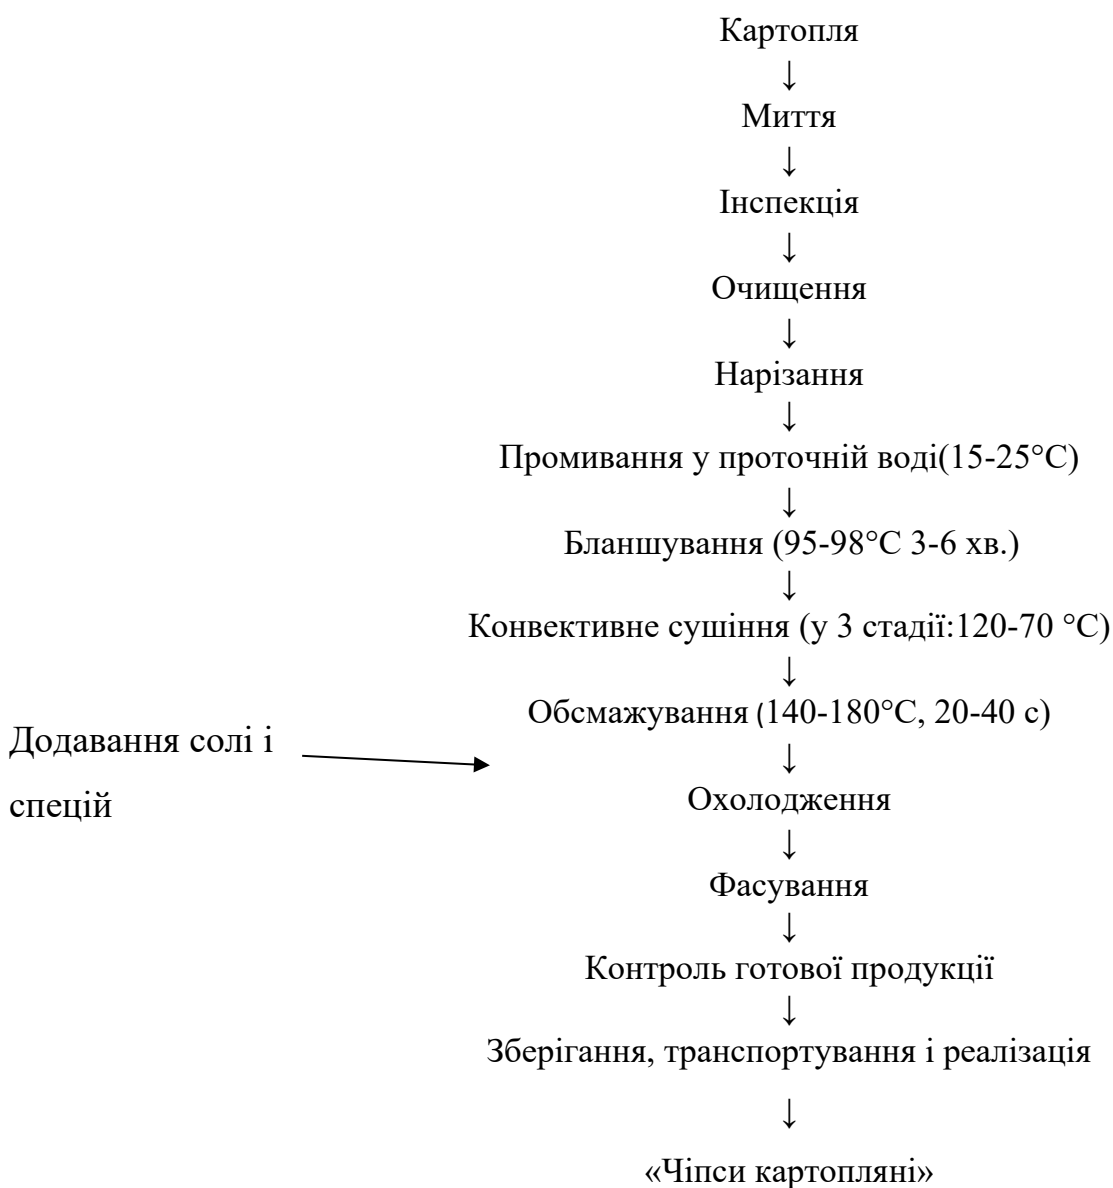 Картопля
↓
Миття
↓
Інспекція
↓
Очищення
↓
Нарізання
↓
Промивання у проточній воді(15-25°С)
↓
Бланшування (95-98°С 3-6 хв.)
↓
Конвективне сушіння (у 3 стадії:120-70 °С)
↓
Обсмажування (140-180°С, 20-40 с)
Додавання солі і
спецій
↓
Охолодження
↓
Фасування
↓
Контроль готової продукції
↓
Зберігання, транспортування і реалізація
↓
«Чіпси картопляні»